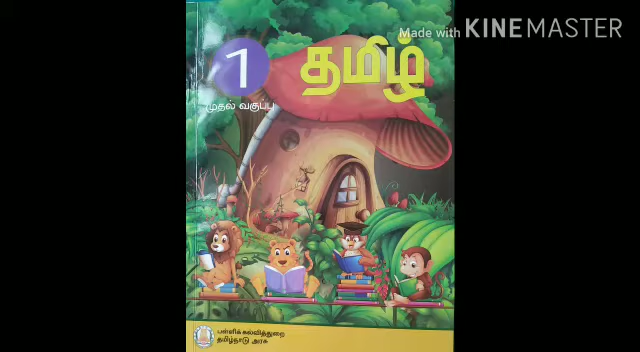 Made with KINEMASTER
1
தமிழ்
முதல் வகுப்பு
பள்ளிக் கல்வித்துறை
தமிழ்நாடு அரசு